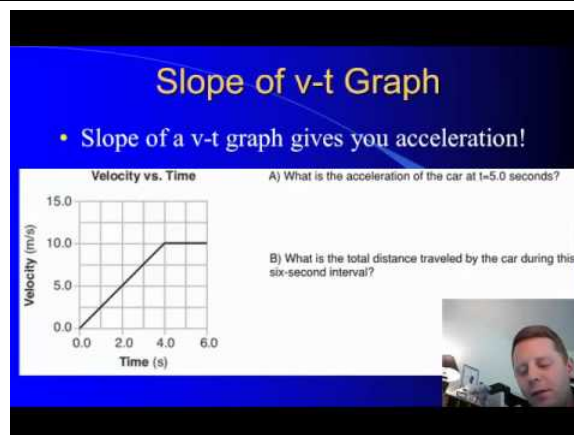 Slope of v-t Graph
• Slope of a v-t graph gives you acceleration!
Velocity vs. Time
15.0
10.0
5.0
0.0
Velocity (m/s)
0.0 2.0 4.0 6.0
Time (s)
A) What is the acceleration of the car at t=5.0 seconds?
B) What is the total distance traveled by the car during this
six-second interval?